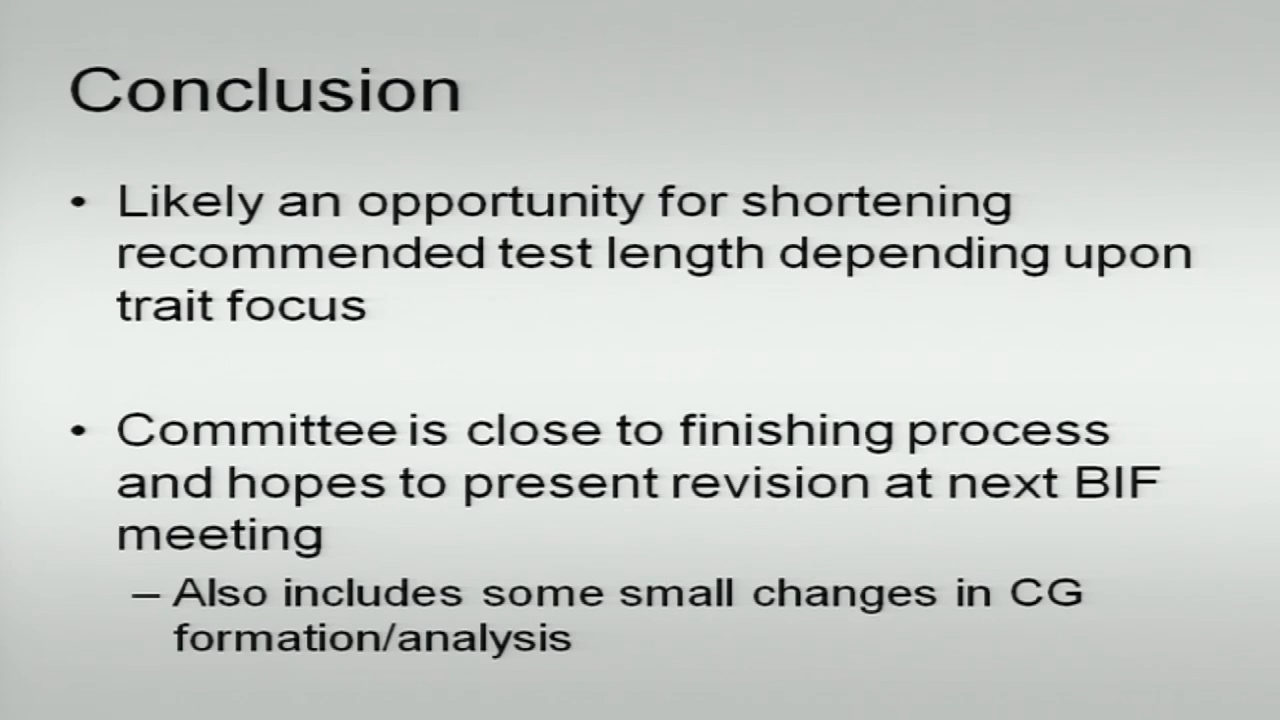 Conclusion
• Likely an opportunity for shortening
recommended test length depending upon
trait focus
• Committee is close to finishing process
and hopes to present revision at next BIF
meeting
– Also includes some small changes in CG
formation/analysis